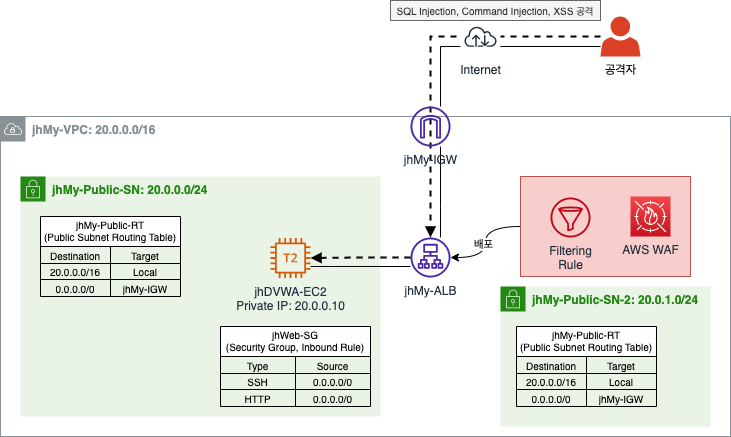 SQL Injection, Command Injection, XSS 공격
Internet
공격자
jhMy-VPC: 20.0.0.0/16
jhMy-IGW
jhMy-Public-SN: 20.0.0.0/24
jhMy-Public-RT
(Public Subnet Routing Table)
Destination Target
20.0.0.0/16 Local
0.0.0.0/0 jhMy-IGW
T2
jhDVWA-EC2
Private IP: 20.0.0.10
jhMy-ALB
배포
Filtering
Rule
AWS WAF
jhWeb-SG
(Security Group, Inbound Rule)
Type Source
SSH 0.0.0.0/0
HTTP 0.0.0.0/0
jhMy-Public-SN-2: 20.0.1.0/24
jhMy-Public-RT
(Public Subnet Routing Table)
Destination Target
20.0.0.0/16 Local
0.0.0.0/0 jhMy-IGW